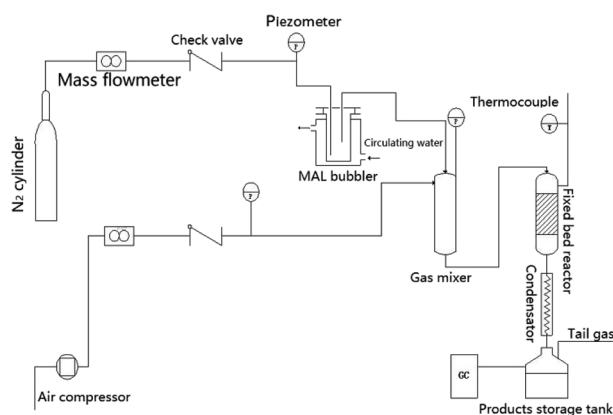 Piezometer
Check valve
P
Mass flowmeter
P
Thermocouple
T
N2 cylinder
Circulating water
MAL bubbler
P
Fixed bed reactor
Gas mixer
Condensator
Tail gas
GC
Air compressor
Products storage tank